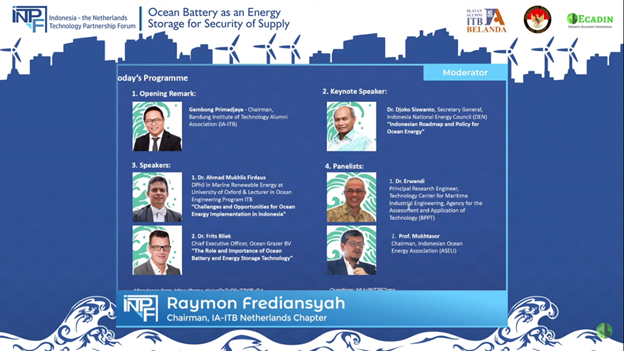 INPF
Indonesia - the Netherlands
Technology Partnership Forum
Ocean Battery as an Energy
Storage for Security of Supply
IKATAN
ALUMNI
ITB
BELANDA
ECADIN
oday's Programme
Moderator
1. Opening Remark:
Gembong Primadjaya - Chairman,
Bandung Institute of Technology Alumni
Association (IA-ITB)
2. Keynote Speaker:
Dr. Djoko Siswanto, Secretary General,
Indonesia National Energy Council (DEN)
"Indonesian Roadmap and Policy for
Ocean Energy"
3. Speakers:
1. Dr. Ahmad Mukhlis Firdaus
DPhil in Marine Renewable Energy at
University of Oxford & Lecturer in Ocean
Engineering Program ITB
"Challenges and Opportunities for Ocean
Energy Implementation in Indonesia"
2. Dr. Frits Bliek
Chief Executive Officer, Ocean Grazer BV
"The Role and Importance of Ocean
Battery and Energy Storage Technology"
4. Panelists:
1. Dr. Erwandi
Principal Research Engineer,
Technology Center for Maritime
Industrial Engineering, Agency for the
Assessment and Application of
Technology (BPPT)
2. Prof. Mukhtasor
Chairman, Indonesian Ocean
Energy Association (ASELI)
INPF
Raymon Frediansyah
Chairman, IA-ITB Netherlands Chapter